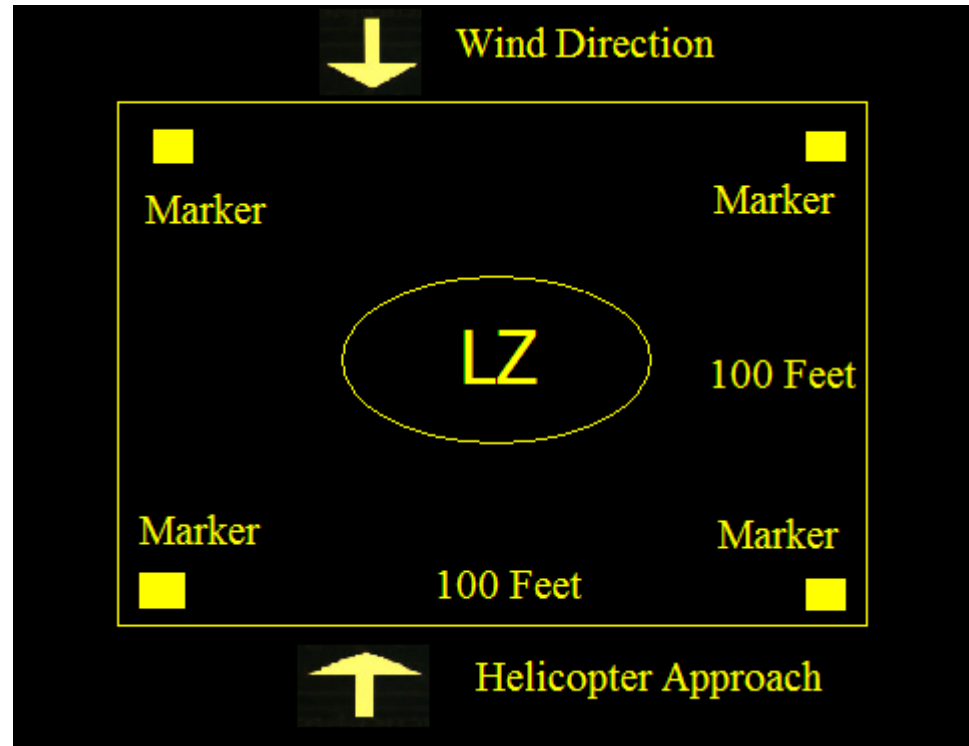 Wind Direction
Marker
Marker
LZ
100 Feet
Marker
Marker
100 Feet
Helicopter Approach